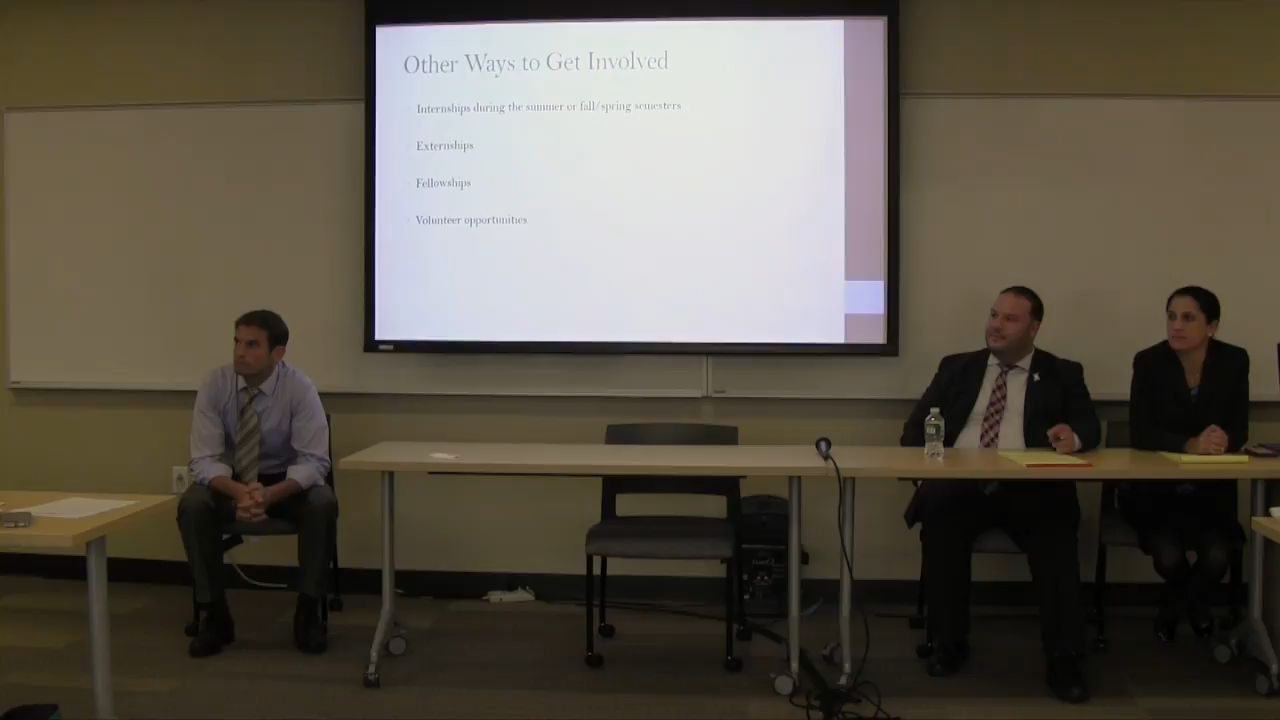 Other Ways to Get Involved
Internships during the summer or fall/spring semesters
Externships
Fellowships
Volunteer opportunities